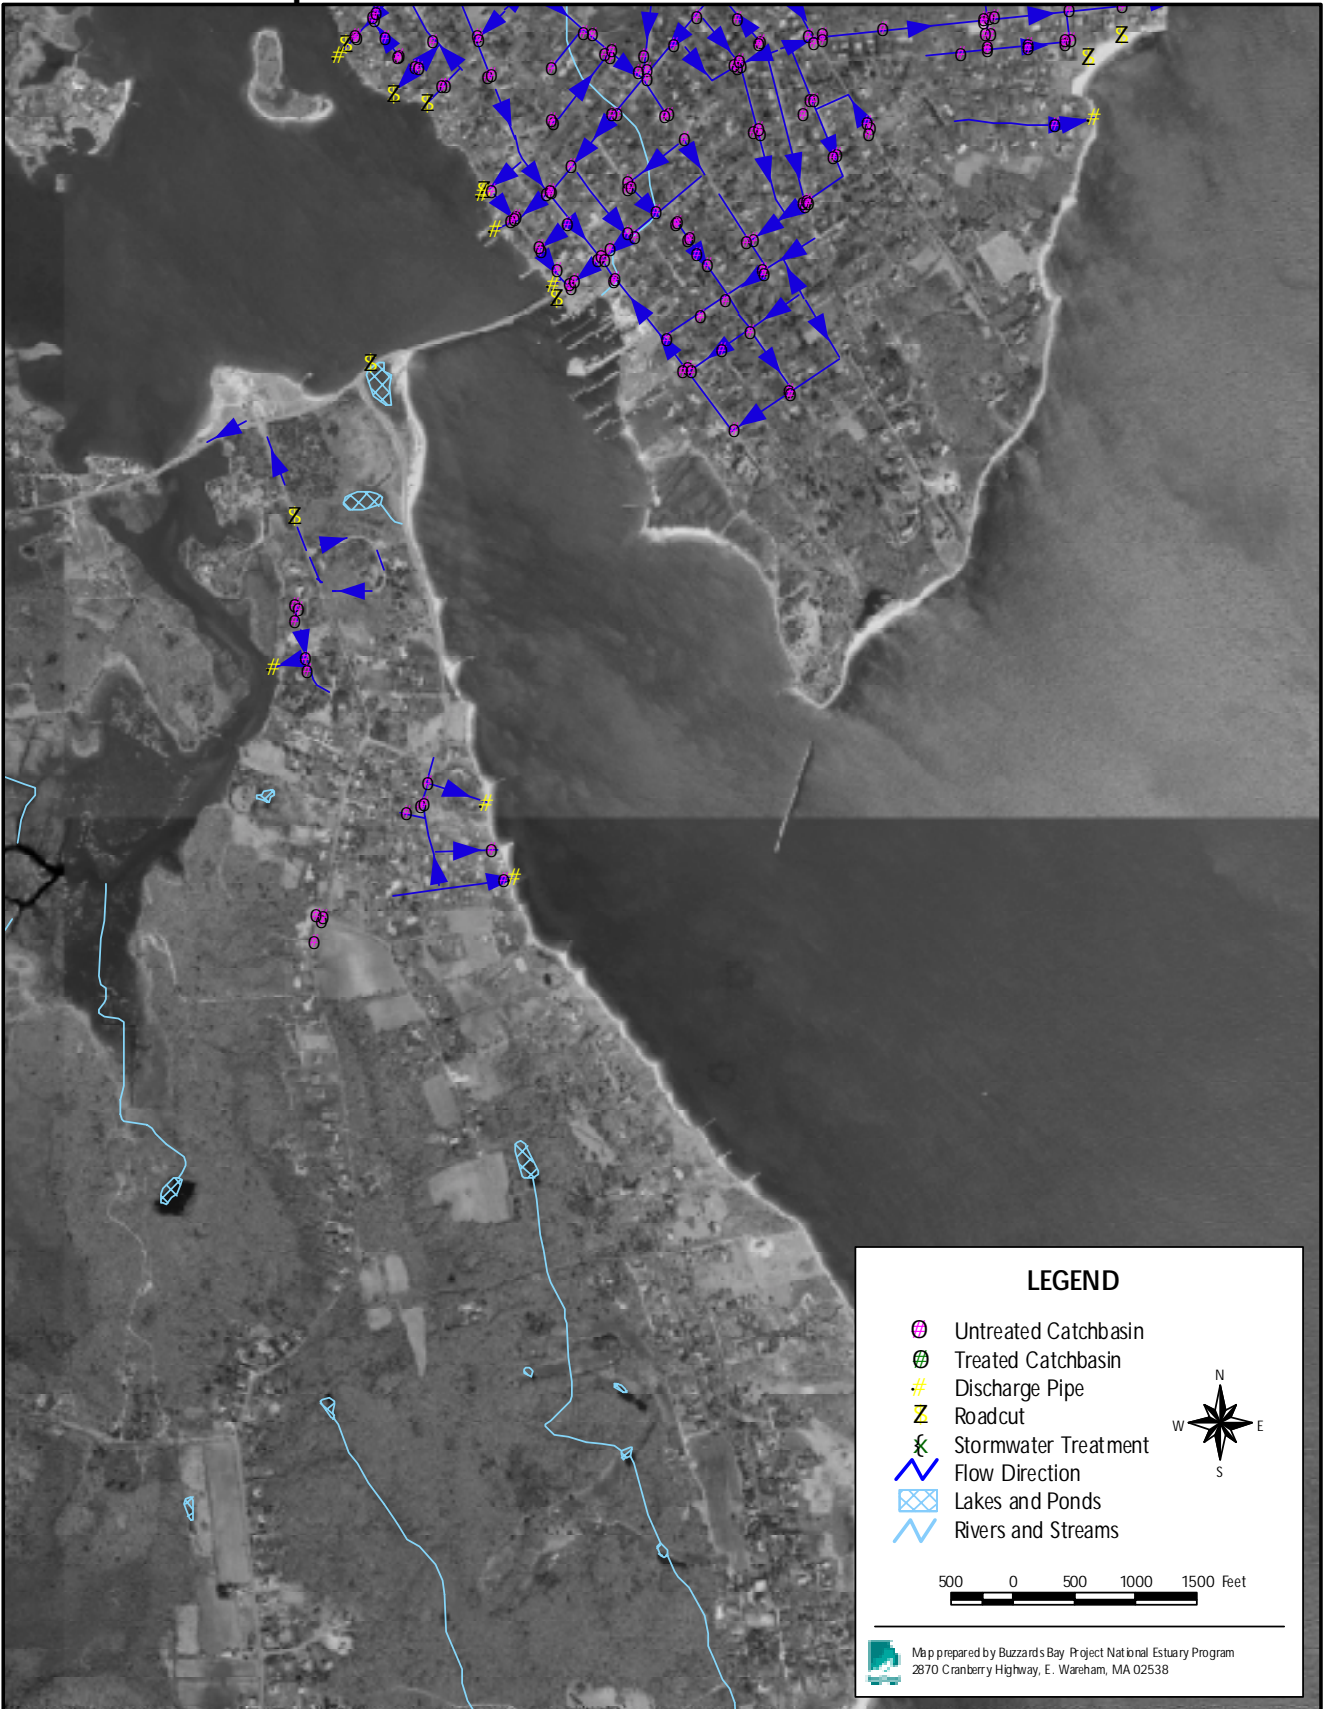 LEGEND
Untreated Catchbasin
Treated Catchbasin
Discharge Pipe
Roadcut
Stormwater Treatment
Flow Direction
Lakes and Ponds
Rivers and Streams
N
W E
S
500 0 500 1000 1500 Feet
Map prepared by Buzzards Bay Project National Estuary Program
2870 Cranberry Highway, E. Wareham, MA 02538